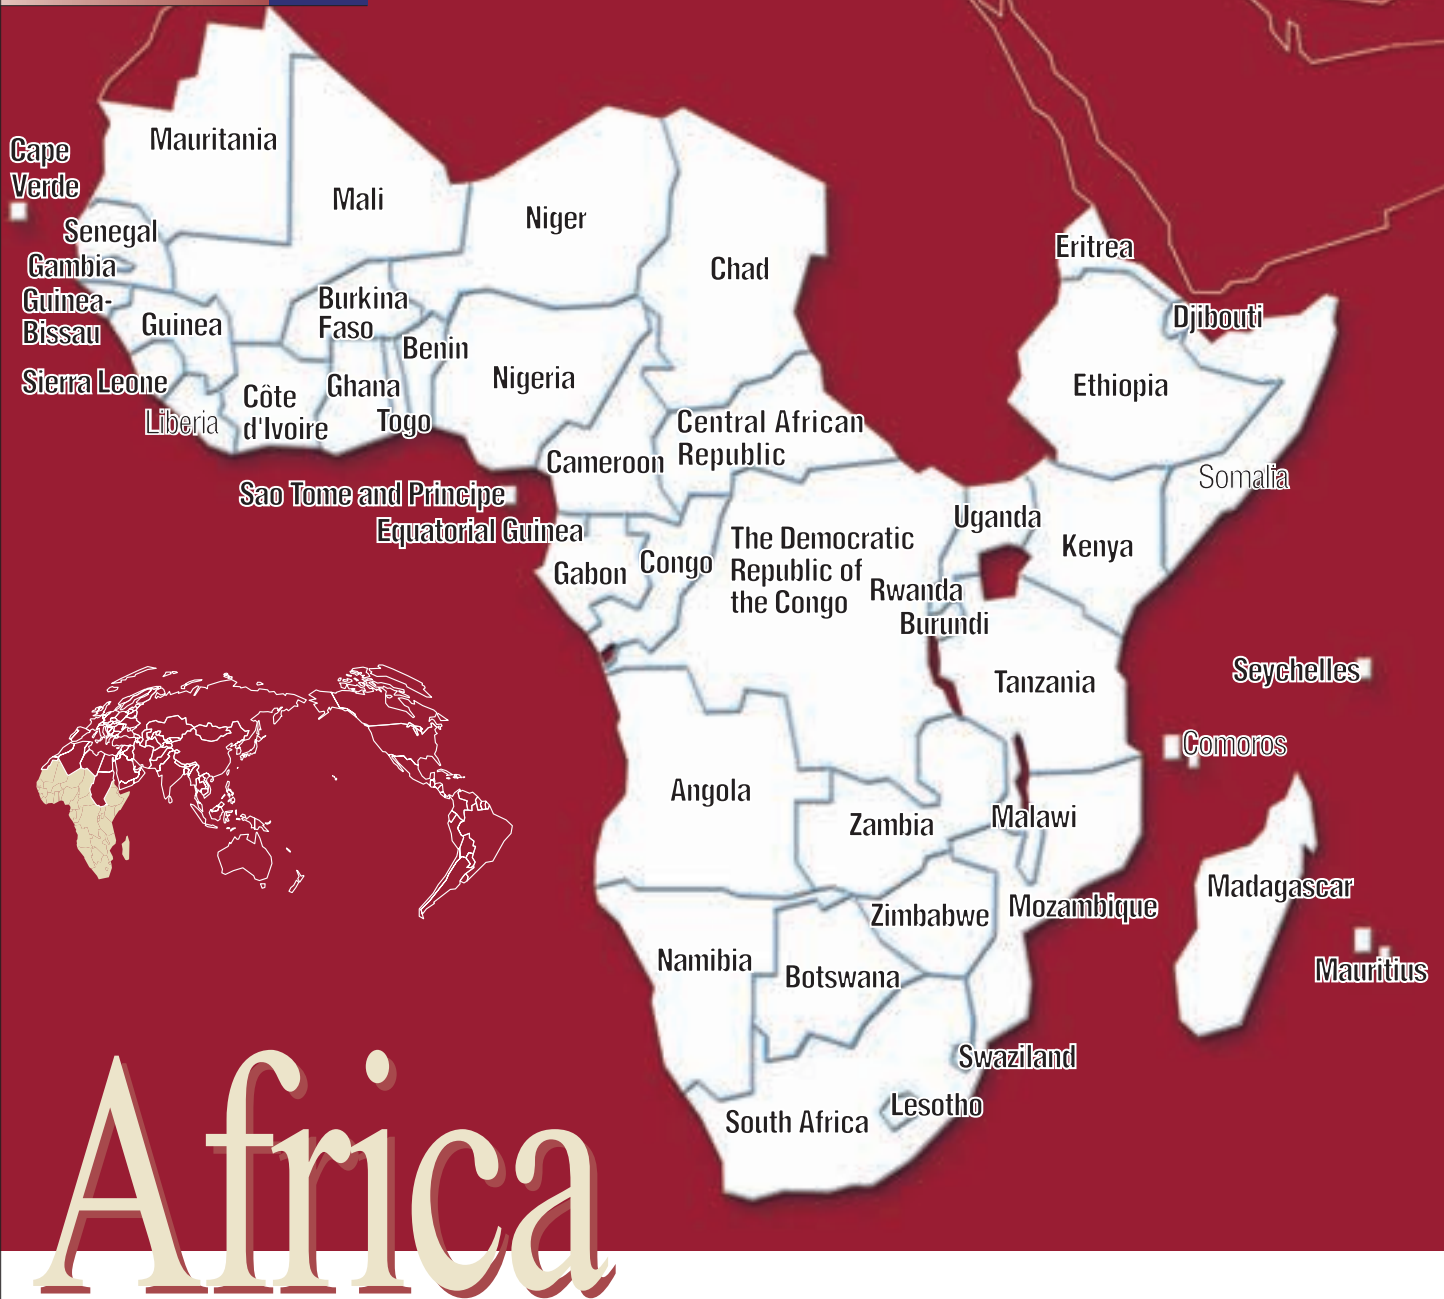 Mauritania
Cape
Verde
Mali
Niger
Senegal
Chad
Eritrea
Gambia
Guinea-
Bissau
Burkina
Faso
Guinea
Djibouti
Benin
Sierra Leone
Nigeria
Ghana
Ethiopia
Côte
d'Ivoire
Liberia
Togo
Central African
Republic
Cameroon
Somalia
Sao Tome and Principe
Uganda
Equatorial Guinea
The Democratic
Republic of
the Congo
Kenya
Congo
Gabon
Rwanda
Burundi
Seychelles
Tanzania
Comoros
Angola
Malawi
Zambia
Madagascar
Mozambique
Zimbabwe
Namibia
Botswana
Mauritius
Swaziland
Lesotho
South Africa
Africa